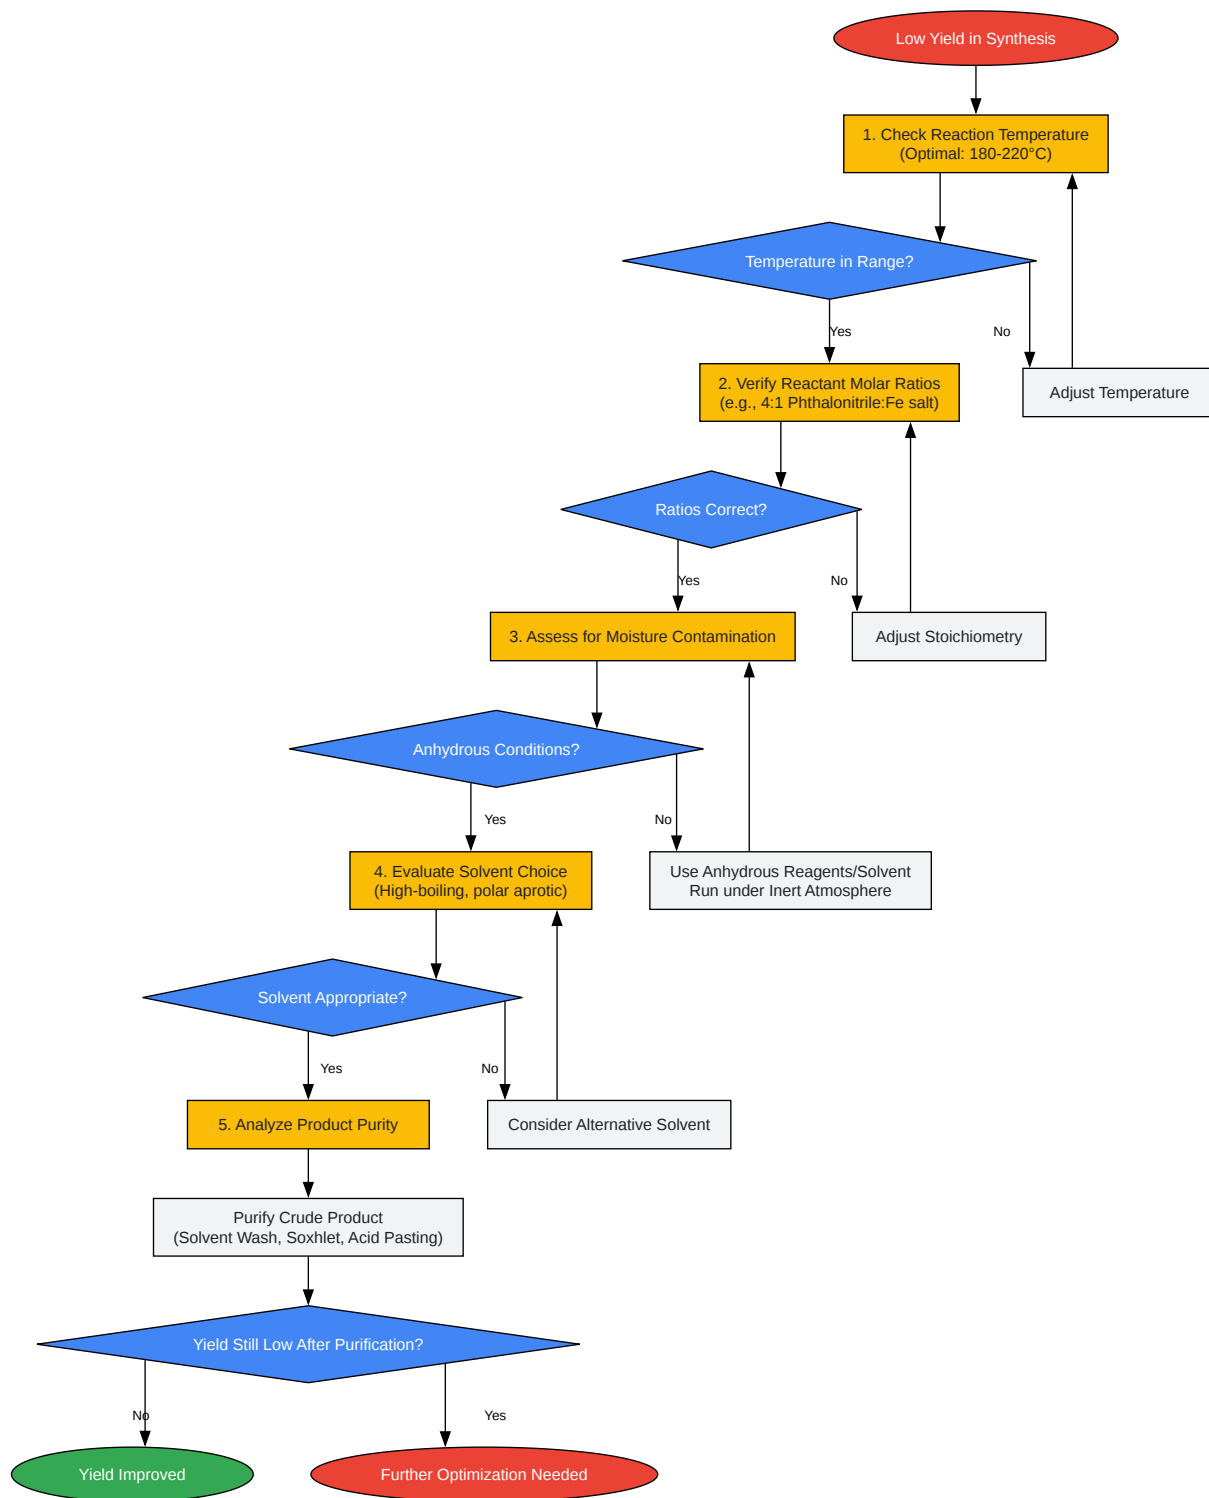 Low Yield in Synthesis
1. Check Reaction Temperature
(Optimal: 180-220°C)
Temperature in Range?
Yes
No
2. Verify Reactant Molar Ratios
(e.g., 4:1 Phthalonitrile:Fe salt)
Adjust Temperature
Ratios Correct?
Yes
No
3. Assess for Moisture Contamination
Adjust Stoichiometry
Anhydrous Conditions?
Yes
No
4. Evaluate Solvent Choice
(High-boiling, polar aprotic)
Use Anhydrous Reagents/Solvent
Run under Inert Atmosphere
Solvent Appropriate?
Yes
No
5. Analyze Product Purity
Consider Alternative Solvent
Purify Crude Product
(Solvent Wash, Soxhlet, Acid Pasting)
Yield Still Low After Purification?
No
Yes
Yield Improved
Further Optimization Needed